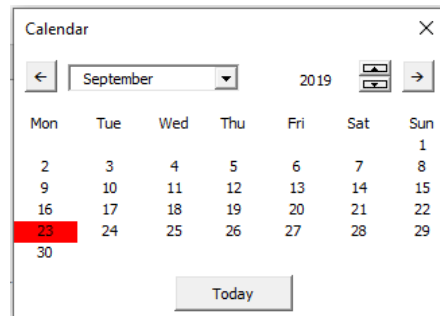 Calendar
← September 2019 →
Mon Tue Wed Thu Fri Sat Sun
1
2 3 4 5 6 7 8
9 10 11 12 13 14 15
16 17 18 19 20 21 22
23 24 25 26 27 28 29
30
Today